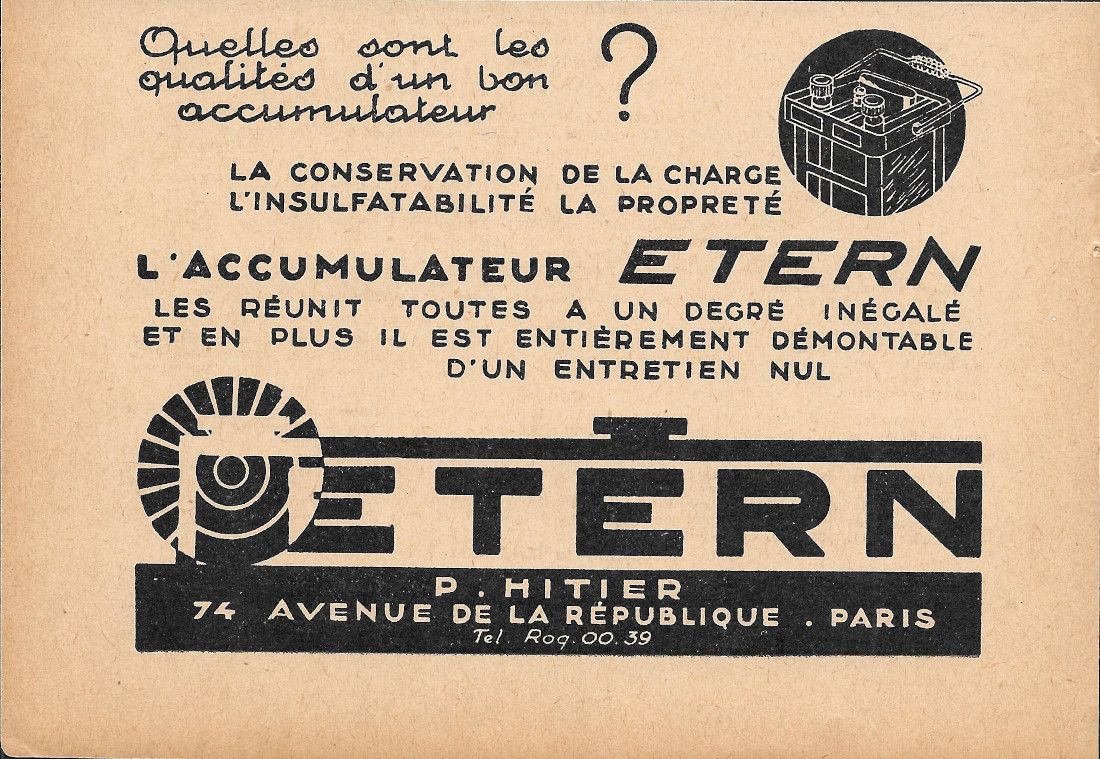 Quelles sont les ?
qualités d'un bon
accumulateur
LA CONSERVATION DE LA CHARGE
L'INSULFATABILITÉ LA PROPRETÉ
L'ACCUMULATEUR ETERN
LES RÉUNIT TOUTES A UN DEGRÉ INÉGALÉ
ET EN PLUS IL EST ENTIÈREMENT DÉMONTABLE
D'UN ENTRETIEN NUL
ETERN
P. HITIER
74 AVENUE DE LA RÉPUBLIQUE . PARIS
Tel. Roq. 00.39